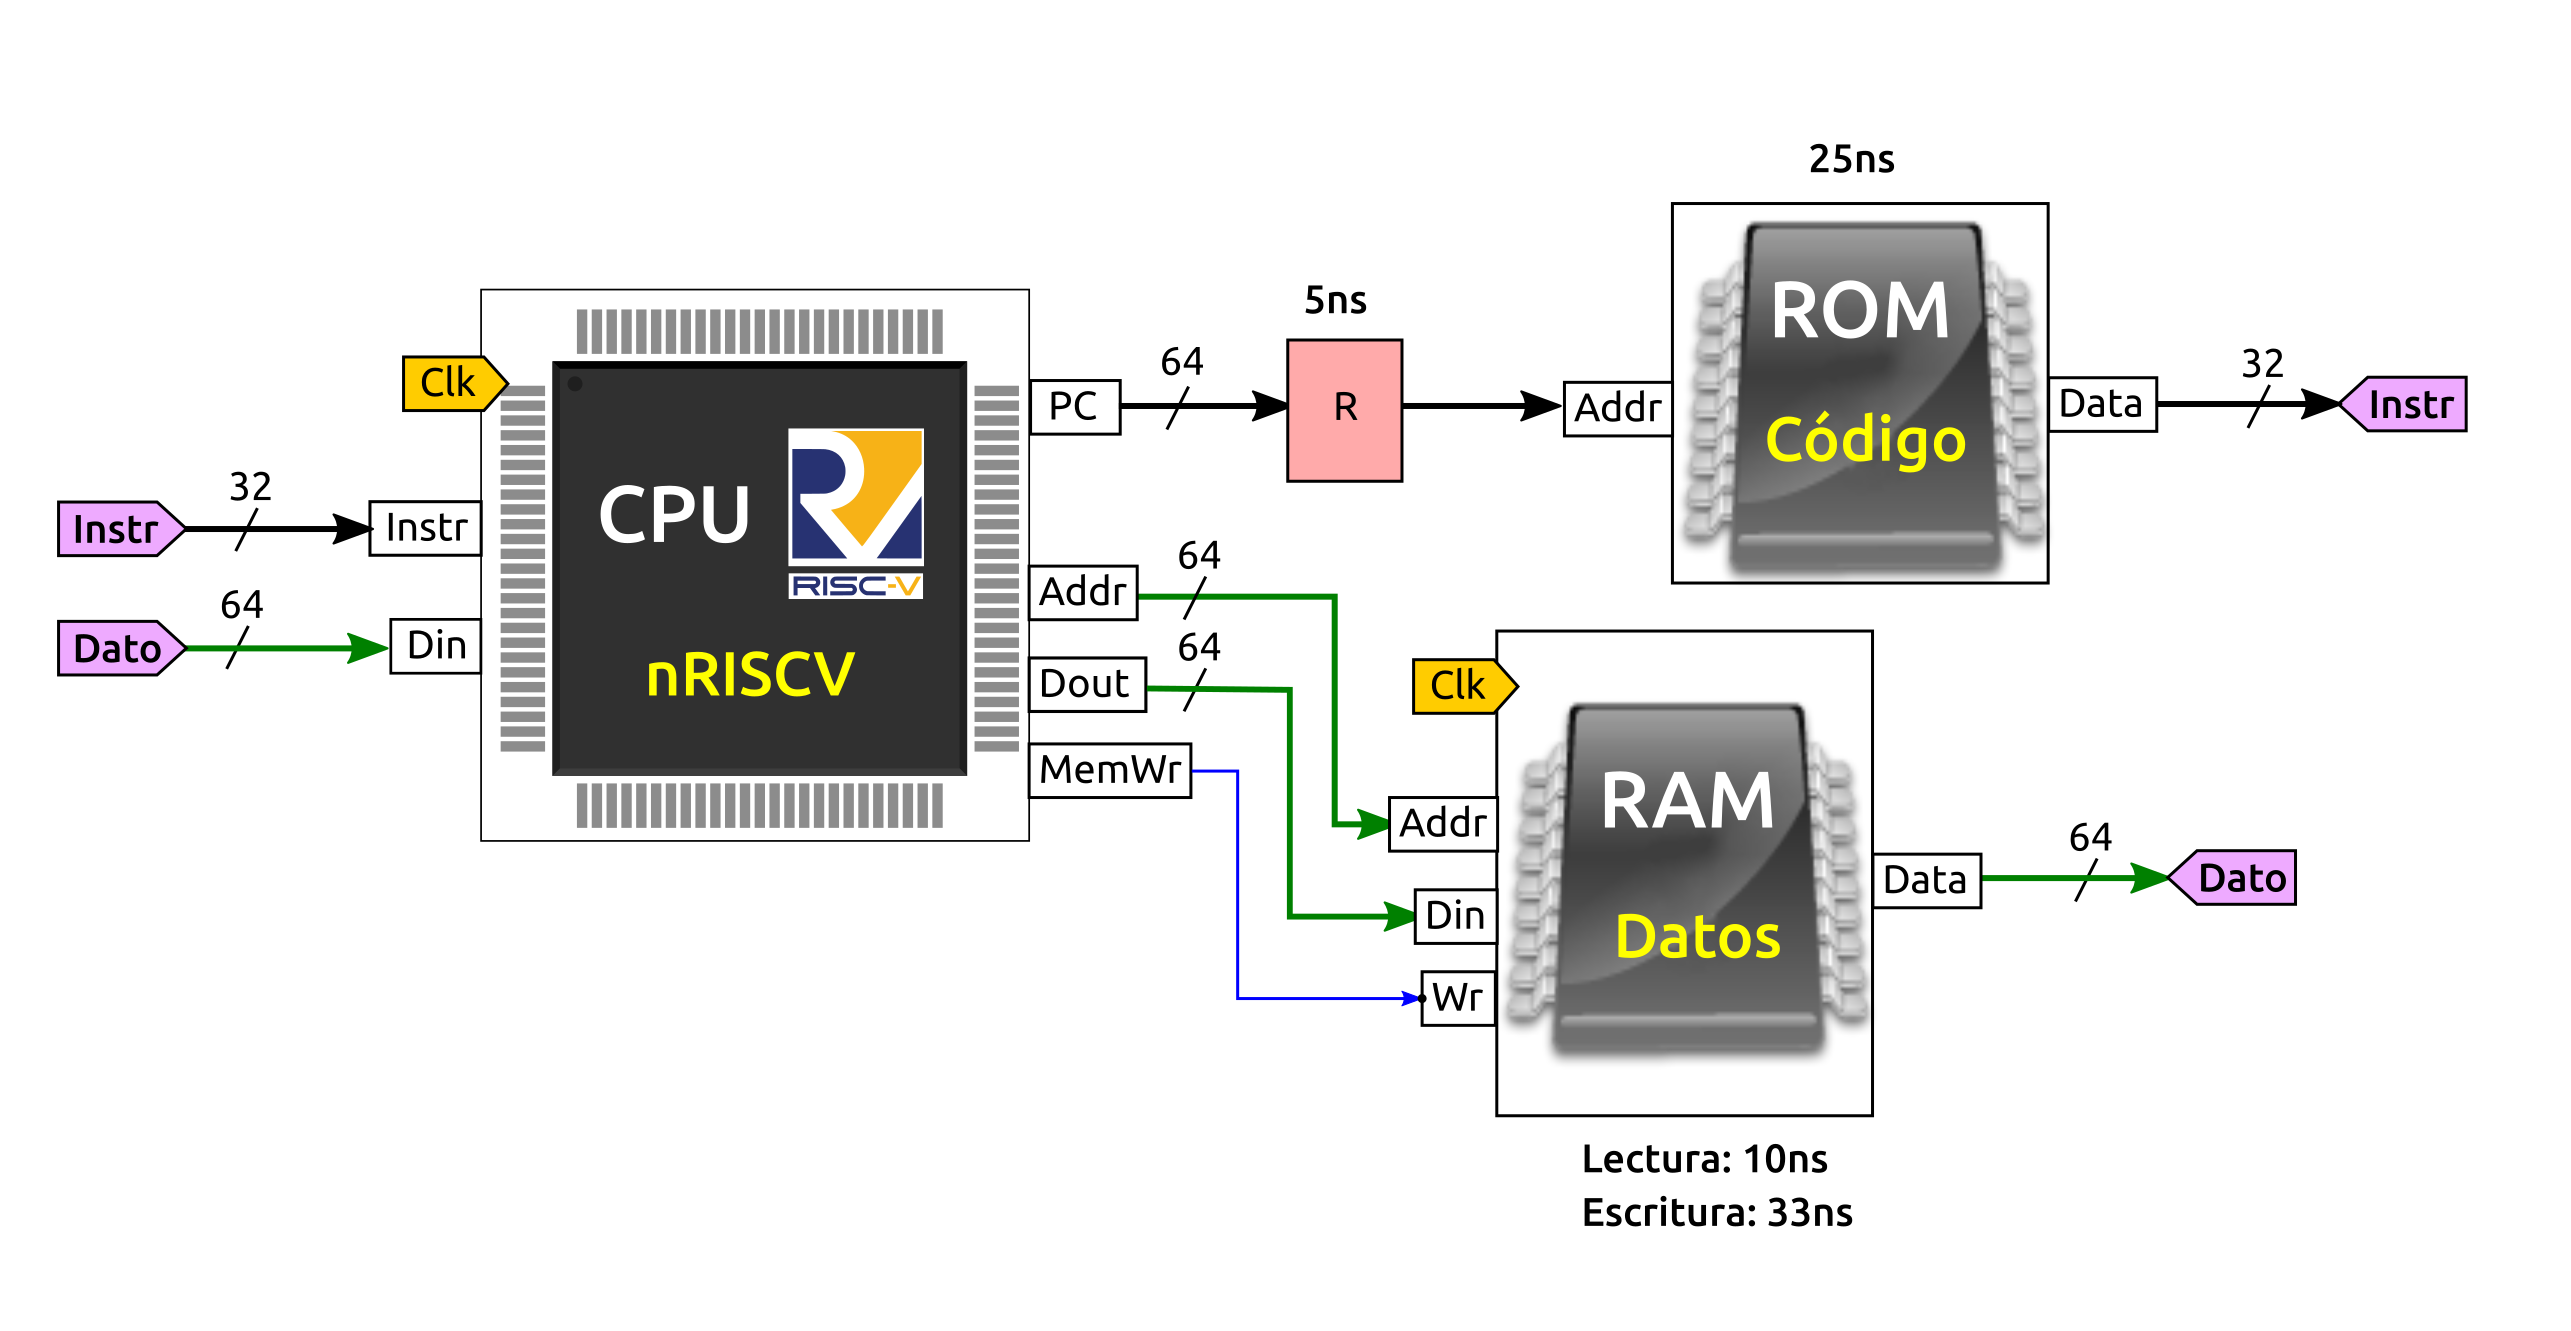 25ns
5ns
ROM
Código
64
32
Clk
PC
R
Addr
Data
Instr
CPU
RISC-V
32
Instr
Instr
64
Addr
64
Dato
Din
nRISCV
64
Dout
Clk
MemWr
RAM
Addr
64
Din
Data
Dato
Datos
Wr
Lectura: 10ns
Escritura: 33ns